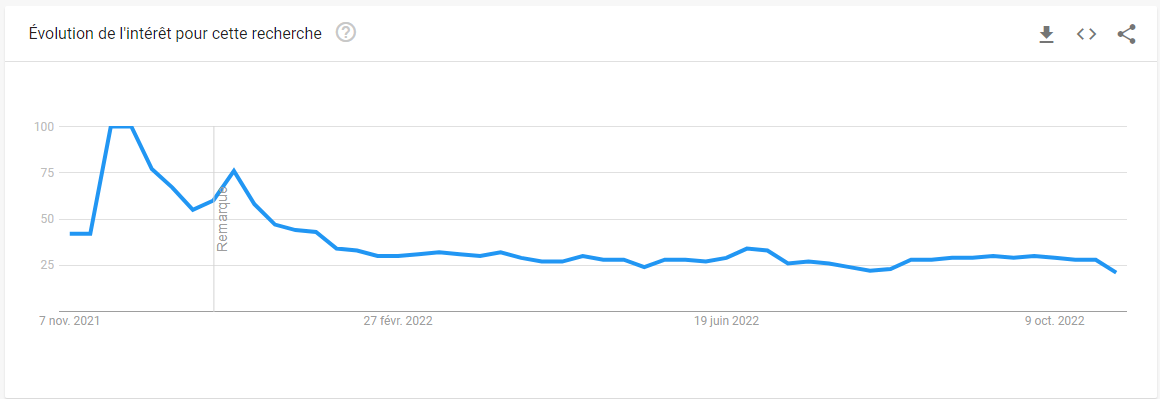 Évolution de l'intérêt pour cette recherche ?
100
75
50
25
Remarque
7 nov. 2021
27 févr. 2022
19 juin 2022
9 oct. 2022